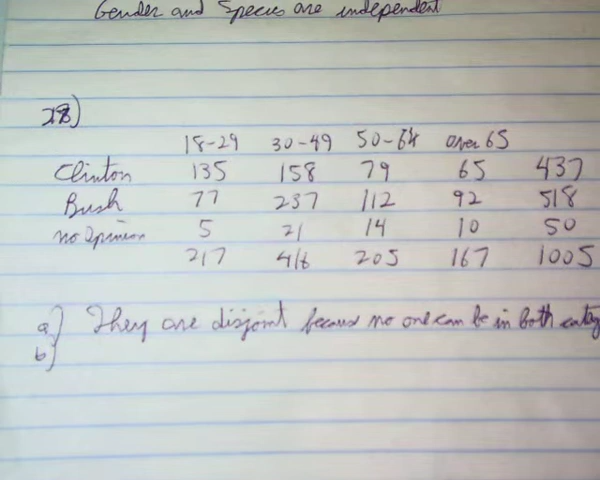 Gender and Species are independent
28)
18-29 30-49 50-64 over 65
Clinton 135 158 79 65 437
Bush 77 237 112 92 518
no Opinion 5 21 14 10 50
217 416 205 167 1005
a) They are disjoint because no one can be in both categ
b)